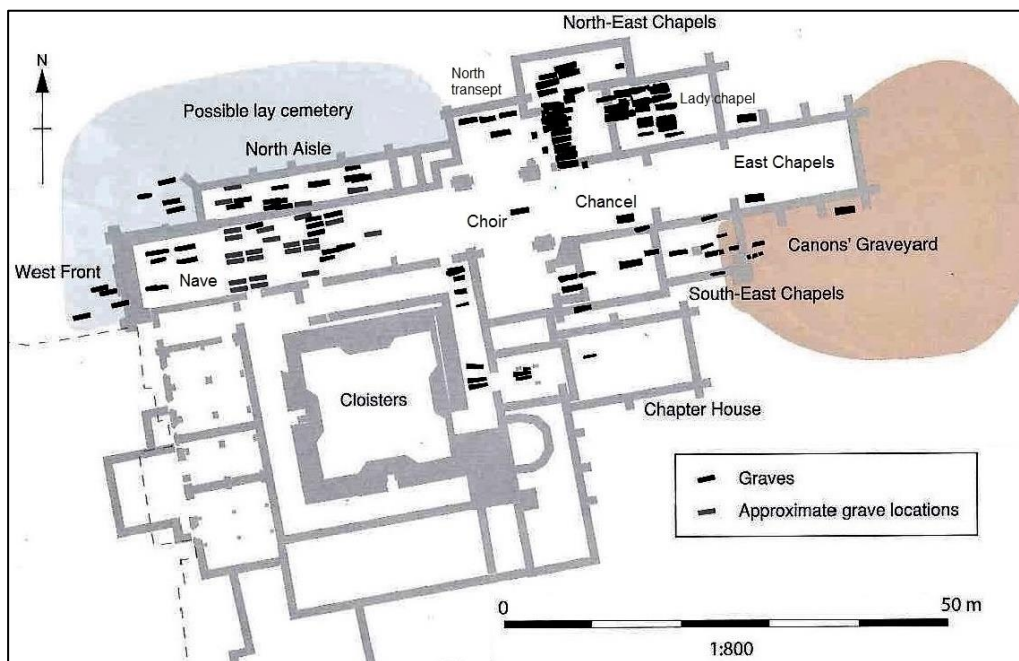 North-East Chapels
N
North
transept
Possible lay cemetery
Lady chapel
North Aisle
East Chapels
Chancel
Choir
Canons' Graveyard
West Front
Nave
South-East Chapels
Cloisters
Chapter House
Graves
Approximate grave locations
0
50 m
1:800